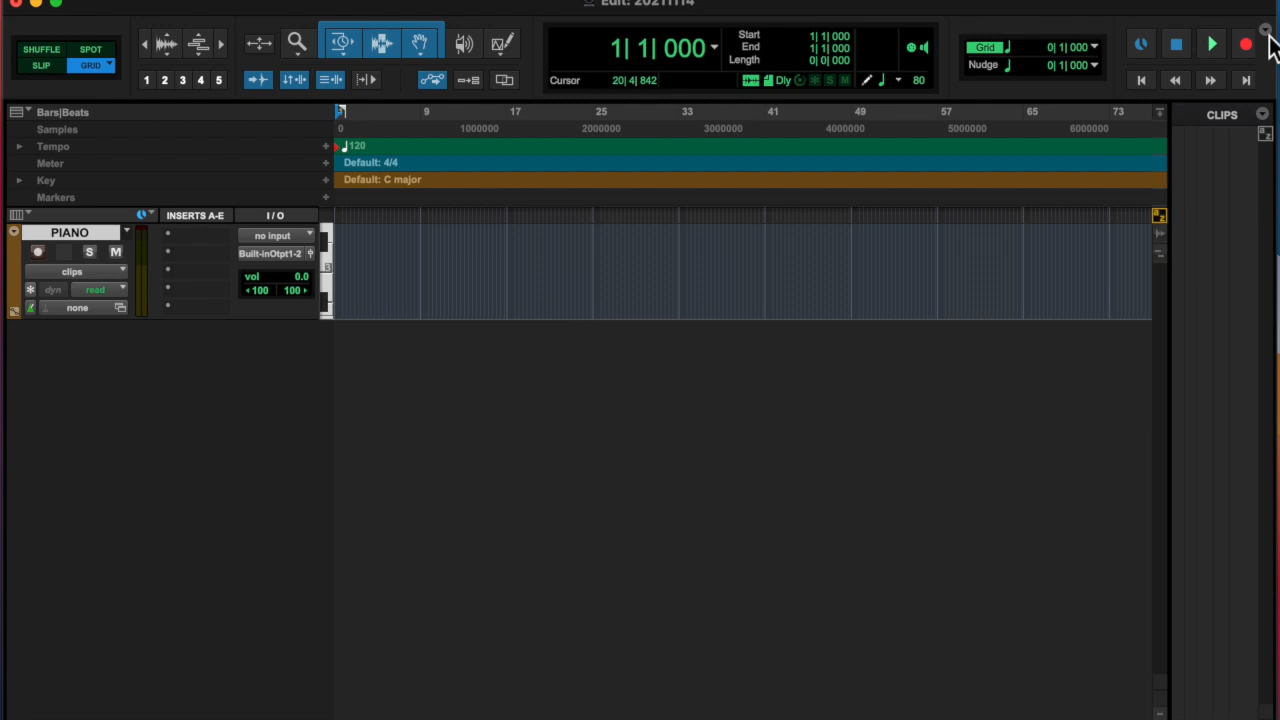 Edit: 20211114
SHUFFLE SPOT
SLIP GRID
1 2 3 4 5
1| 1| 000
Start 1| 1| 000
End 1| 1| 000
Length 0| 0| 000
Cursor 20| 4| 842
Dly S M 80
Grid 0| 1| 000
Nudge 0| 1| 000
Bars|Beats 9 17 25 33 41 49 57 65 73
Samples 0 1000000 2000000 3000000 4000000 5000000 6000000
Tempo + 120
Meter + Default: 4/4
Key + Default: C major
Markers +
CLIPS
a z
INSERTS A-E I / O
a z
PIANO
no input
S M
Built-inOtpt1-2
clips
vol 0.0
dyn read
100 100
none